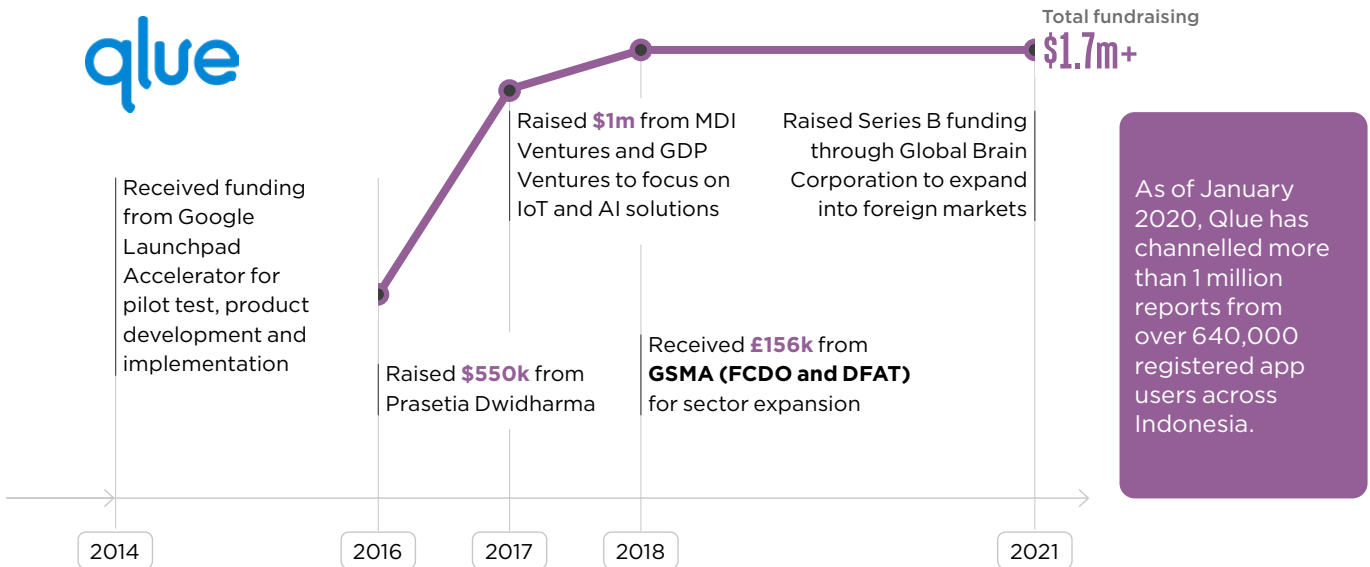 qlue
Total fundraising
$1.7m+
Received funding
from Google
Launchpad
Accelerator for
pilot test, product
development and
implementation
Raised $550k from
Prasetia Dwidharma
Raised $1m from MDI
Ventures and GDP
Ventures to focus on
IoT and AI solutions
Received £156k from
GSMA (FCDO and DFAT)
for sector expansion
Raised Series B funding
through Global Brain
Corporation to expand
into foreign markets
As of January
2020, Qlue has
channelled more
than 1 million
reports from
over 640,000
registered app
users across
Indonesia.
2014
2016
2017
2018
2021